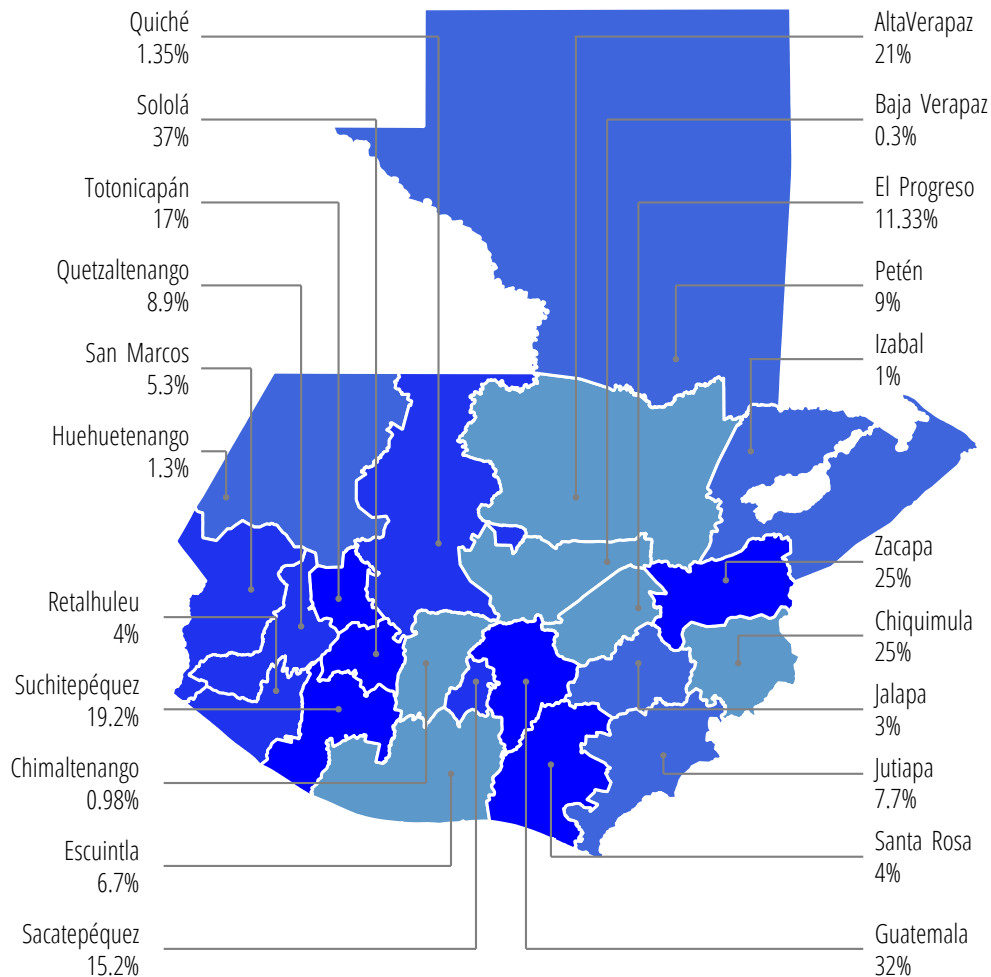 Quiché
1.35%
Sololá
37%
Totonicapán
17%
Quetzaltenango
8.9%
San Marcos
5.3%
Huehuetenango
1.3%
Retalhuleu
4%
Suchitepéquez
19.2%
Chimaltenango
0.98%
Escuintla
6.7%
Sacatepéquez
15.2%
AltaVerapaz
21%
Baja Verapaz
0.3%
El Progreso
11.33%
Petén
9%
Izabal
1%
Zacapa
25%
Chiquimula
25%
Jalapa
3%
Jutiapa
7.7%
Santa Rosa
4%
Guatemala
32%